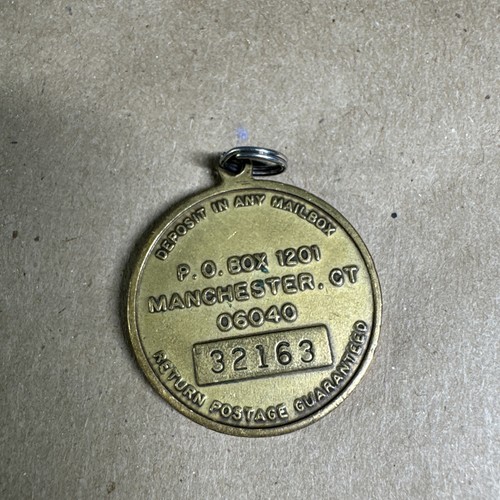 DEPOSIT IN ANY MAILBOX
P.O. BOX 1201
MANCHESTER. CT
06040
32163
RETURN POSTAGE GUARANTEED